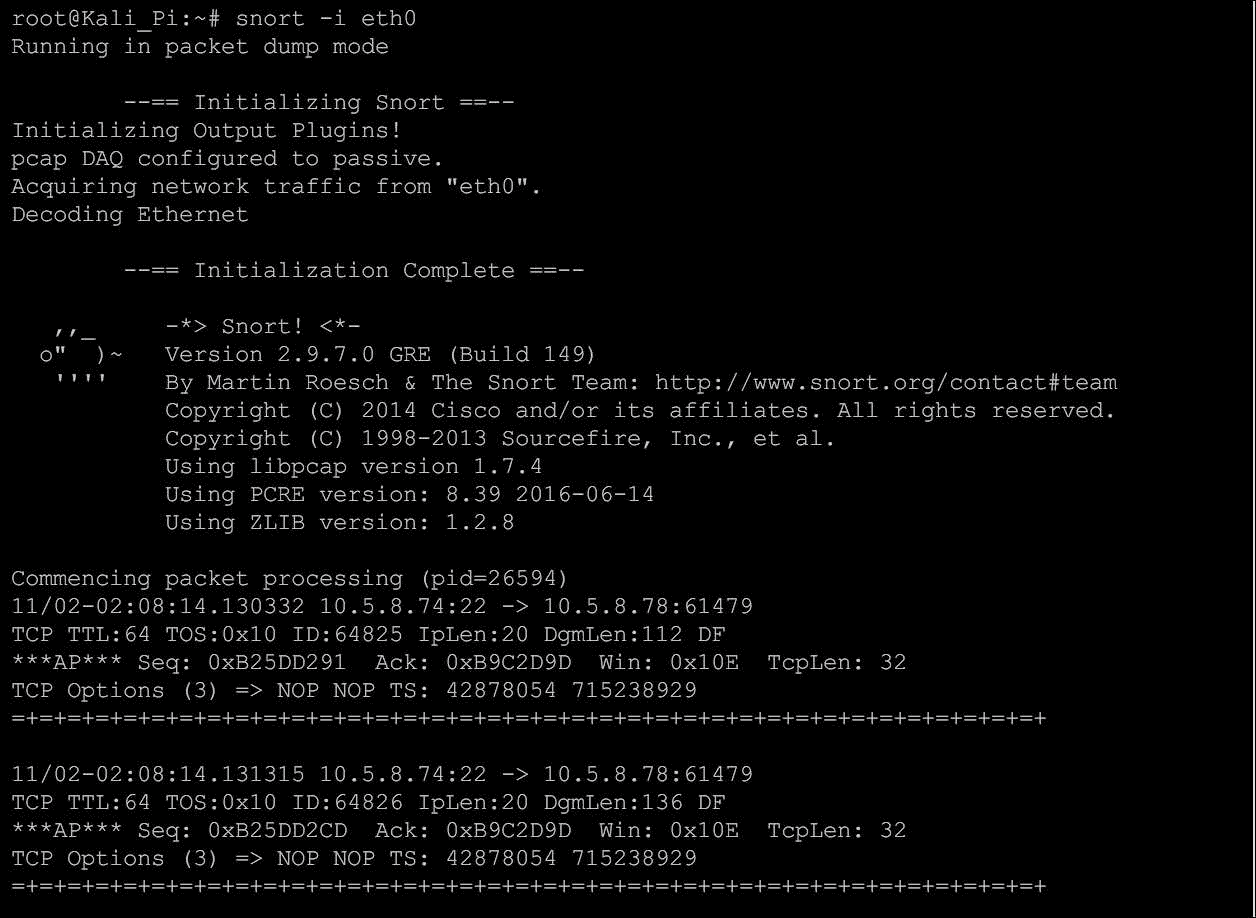 root@Kali_Pi:~# snort -i eth0
Running in packet dump mode
--== Initializing Snort ==--
Initializing Output Plugins!
pcap DAQ configured to passive.
Acquiring network traffic from "eth0".
Decoding Ethernet
--== Initialization Complete ==--
,,_     -*> Snort! <*-
o"  )~   Version 2.9.7.0 GRE (Build 149)
''''    By Martin Roesch & The Snort Team: http://www.snort.org/contact#team
Copyright (C) 2014 Cisco and/or its affiliates. All rights reserved.
Copyright (C) 1998-2013 Sourcefire, Inc., et al.
Using libpcap version 1.7.4
Using PCRE version: 8.39 2016-06-14
Using ZLIB version: 1.2.8
Commencing packet processing (pid=26594)
11/02-02:08:14.130332 10.5.8.74:22 -> 10.5.8.78:61479
TCP TTL:64 TOS:0x10 ID:64825 IpLen:20 DgmLen:112 DF
***AP*** Seq: 0xB25DD291  Ack: 0xB9C2D9D  Win: 0x10E  TcpLen: 32
TCP Options (3) => NOP NOP TS: 42878054 715238929
=+=+=+=+=+=+=+=+=+=+=+=+=+=+=+=+=+=+=+=+=+=+=+=+=+=+=+=+=+=+=+=+=+=+=+=+=+
11/02-02:08:14.131315 10.5.8.74:22 -> 10.5.8.78:61479
TCP TTL:64 TOS:0x10 ID:64826 IpLen:20 DgmLen:136 DF
***AP*** Seq: 0xB25DD2CD  Ack: 0xB9C2D9D  Win: 0x10E  TcpLen: 32
TCP Options (3) => NOP NOP TS: 42878054 715238929
=+=+=+=+=+=+=+=+=+=+=+=+=+=+=+=+=+=+=+=+=+=+=+=+=+=+=+=+=+=+=+=+=+=+=+=+=+